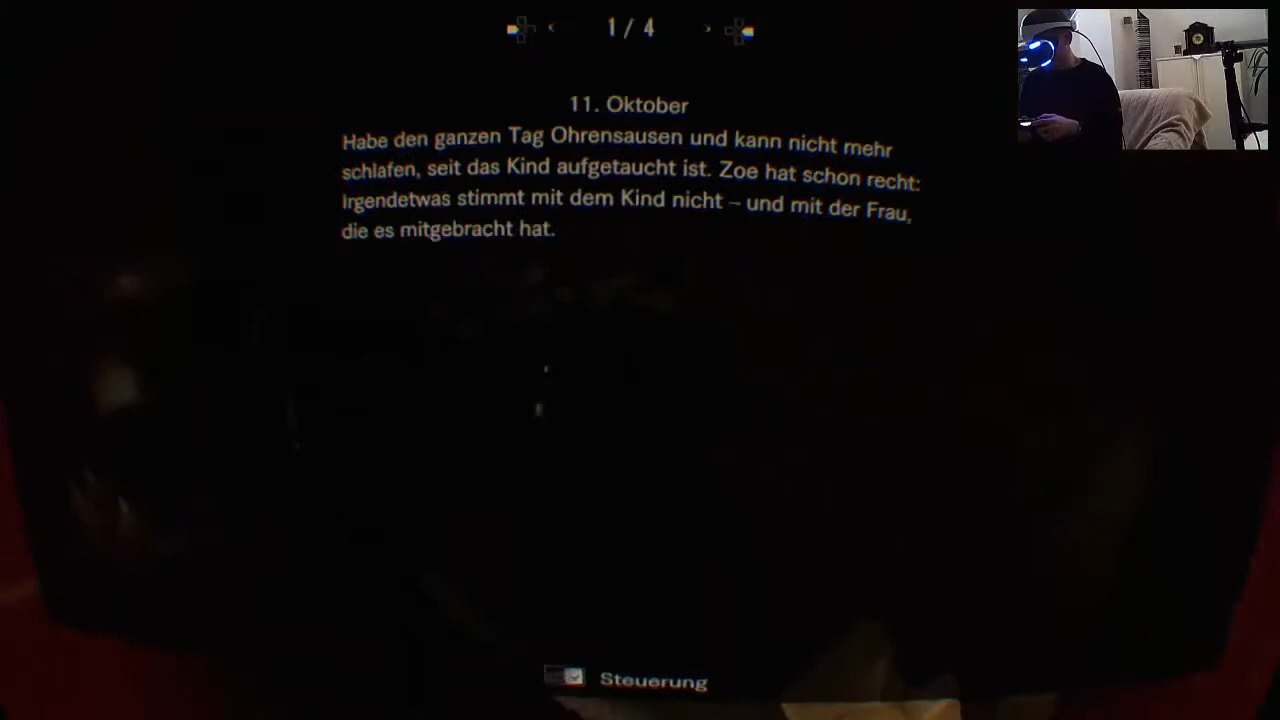 1 / 4
11. Oktober
Habe den ganzen Tag Ohrensausen und kann nicht mehr
schlafen, seit das Kind aufgetaucht ist. Zoe hat schon recht:
Irgendetwas stimmt mit dem Kind nicht – und mit der Frau,
die es mitgebracht hat.
Steuerung